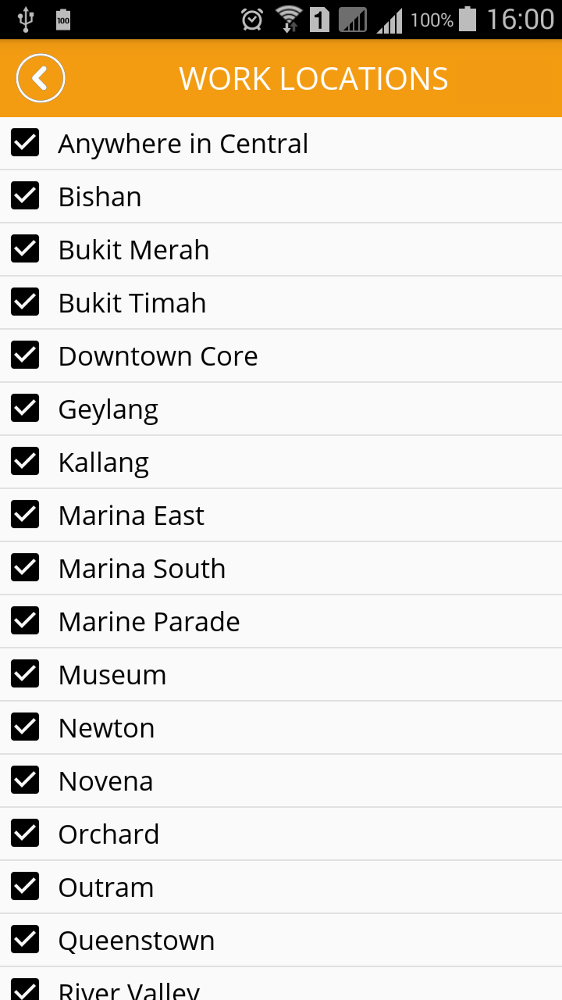 100
1
100%
16:00
WORK LOCATIONS
Anywhere in Central
Bishan
Bukit Merah
Bukit Timah
Downtown Core
Geylang
Kallang
Marina East
Marina South
Marine Parade
Museum
Newton
Novena
Orchard
Outram
Queenstown
River Valley